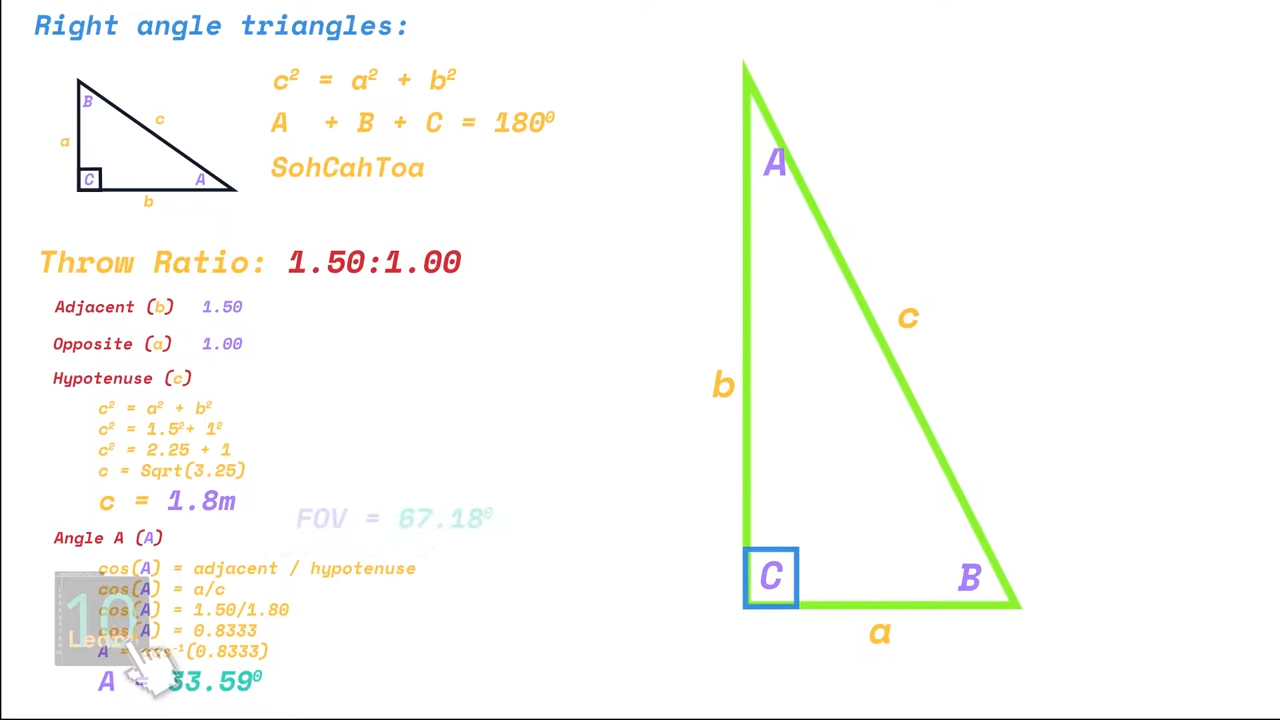 Right angle triangles:
B
c
a
C
A
b
c² = a² + b²
A + B + C = 180⁰
SohCahToa
Throw Ratio: 1.50:1.00
Adjacent (b) 1.50
Opposite (a) 1.00
Hypotenuse (c)
c² = a² + b²
c² = 1.5²+ 1²
c² = 2.25 + 1
c = Sqrt(3.25)
c = 1.8m
FOV = 67.18⁰
Angle A (A)
cos(A) = adjacent / hypotenuse
cos(A) = a/c
cos(A) = 1.50/1.80
cos(A) = 0.8333
A = cos⁻¹(0.8333)
A = 33.59⁰
10
A
c
b
C
B
a